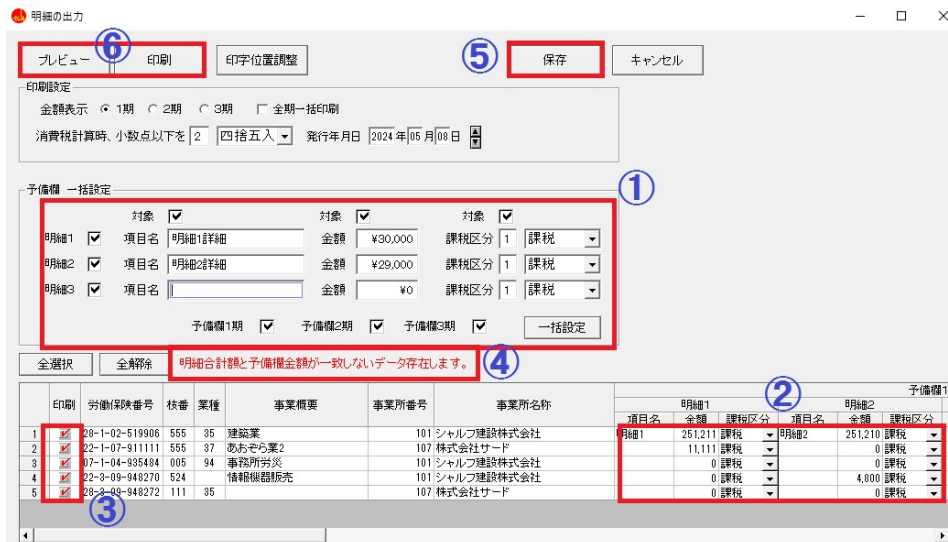 明細の出力
⑥
⑤
プレビュー 印刷 印字位置調整 保存 キャンセル
印刷設定
金額表示 1期 2期 3期 全期一括印刷
消費税計算時、小数点以下を 2 四捨五入 発行年月日 2024 年 05 月 08 日
①
予備欄 一括設定
対象 対象 対象
明細1 項目名 明細1詳細 金額 ¥30,000 課税区分 1 課税
明細2 項目名 明細2詳細 金額 ¥29,000 課税区分 1 課税
明細3 項目名 金額 ¥0 課税区分 1 課税
予備欄1期 予備欄2期 予備欄3期 一括設定
全選択 全解除 明細合計額と予備欄金額が一致しないデータ存在します。 ④
②
予備欄1
明細1 明細2
印刷 労働保険番号 枝番 業種 事業概要 事業所番号 事業所名称 項目名 金額 課税区分 項目名 金額 課税区分
1 28-1-02-519906 555 35 建築業 101 シャルフ建設株式会社 明細1 251,211 課税 明細2 251,210 課税
2 22-1-07-911111 555 37 あおぞら業2 107 株式会社サード 11,111 課税 0 課税
3 07-1-04-935484 005 94 事務所労災 101 シャルフ建設株式会社 0 課税 0 課税
4 22-3-09-948270 524 情報機器販売 101 シャルフ建設株式会社 0 課税 4,800 課税
5 28-3-09-948272 111 35 107 株式会社サード 0 課税 0 課税
③